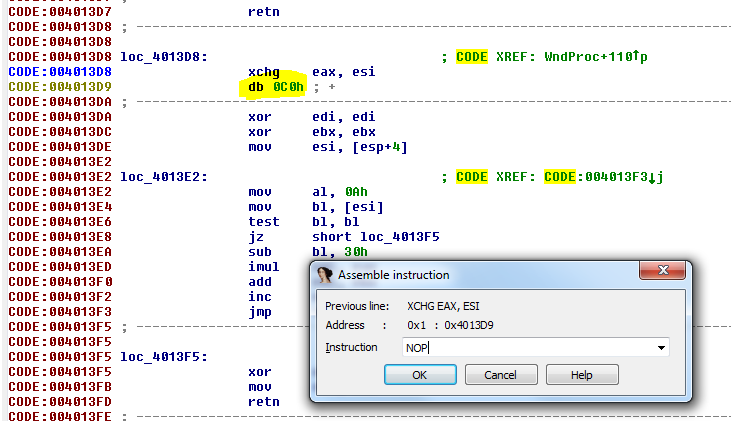 CODE:004013D7 retn
CODE:004013D8 ; ---------------------------------------------------------------------------
CODE:004013D8
CODE:004013D8 loc_4013D8: ; CODE XREF: WndProc+110↑p
CODE:004013D8 xchg eax, esi
CODE:004013D9 db 0C0h ; +
CODE:004013DA ; ---------------------------------------------------------------------------
CODE:004013DA xor edi, edi
CODE:004013DC xor ebx, ebx
CODE:004013DE mov esi, [esp+4]
CODE:004013E2
CODE:004013E2 loc_4013E2: ; CODE XREF: CODE:004013F3↓j
CODE:004013E2 mov al, 0Ah
CODE:004013E4 mov bl, [esi]
CODE:004013E6 test bl, bl
CODE:004013E8 jz short loc_4013F5
CODE:004013EA sub bl, 30h
CODE:004013ED imul
CODE:004013F0 add
CODE:004013F2 inc
CODE:004013F3 jmp
CODE:004013F5 ; ---------------------------
CODE:004013F5
CODE:004013F5 loc_4013F5:
CODE:004013F5 xor
CODE:004013FB mov
CODE:004013FD retn
CODE:004013FE ; ---------------------------------------------------------------------------
Assemble instruction
Previous line: XCHG EAX, ESI
Address : 0x1 : 0x4013D9
Instruction NOP
OK Cancel Help